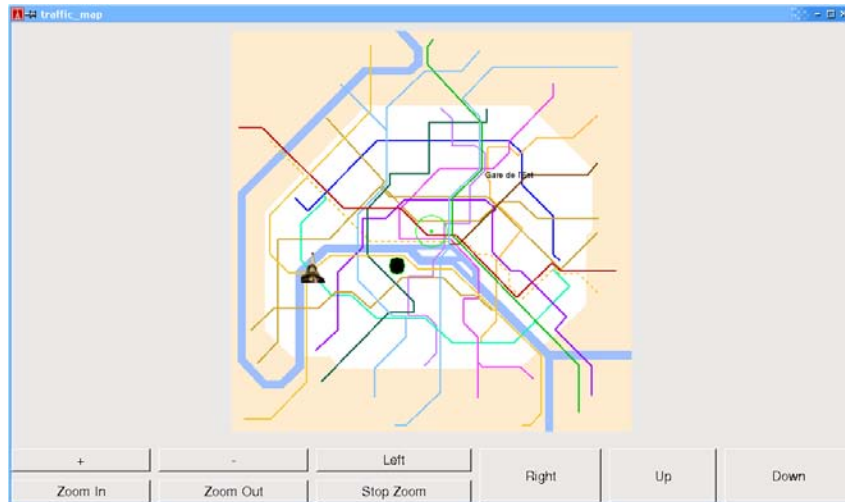 traffic_map
Gare de l'Est
+
-
Left
Right
Up
Down
Zoom In
Zoom Out
Stop Zoom